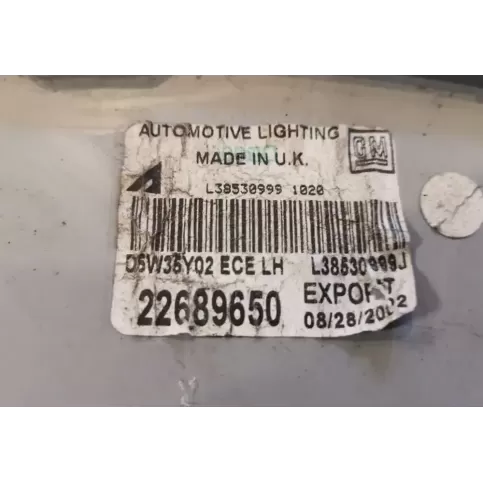 AUTOMOTIVE LIGHTING
MADE IN U.K.
GM
L38530999 1020
D5W35Y02 ECE LH L38530999J
22689650 EXPORT
08/28/2002